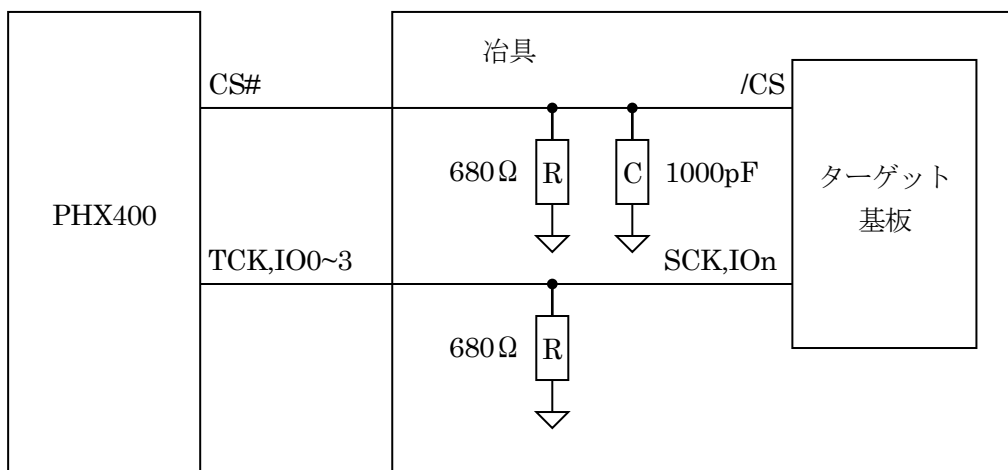 冶具
CS#
/CS
680Ω R
C 1000pF
PHX400
ターゲット
基板
TCK,IO0~3
SCK,IOn
680Ω R